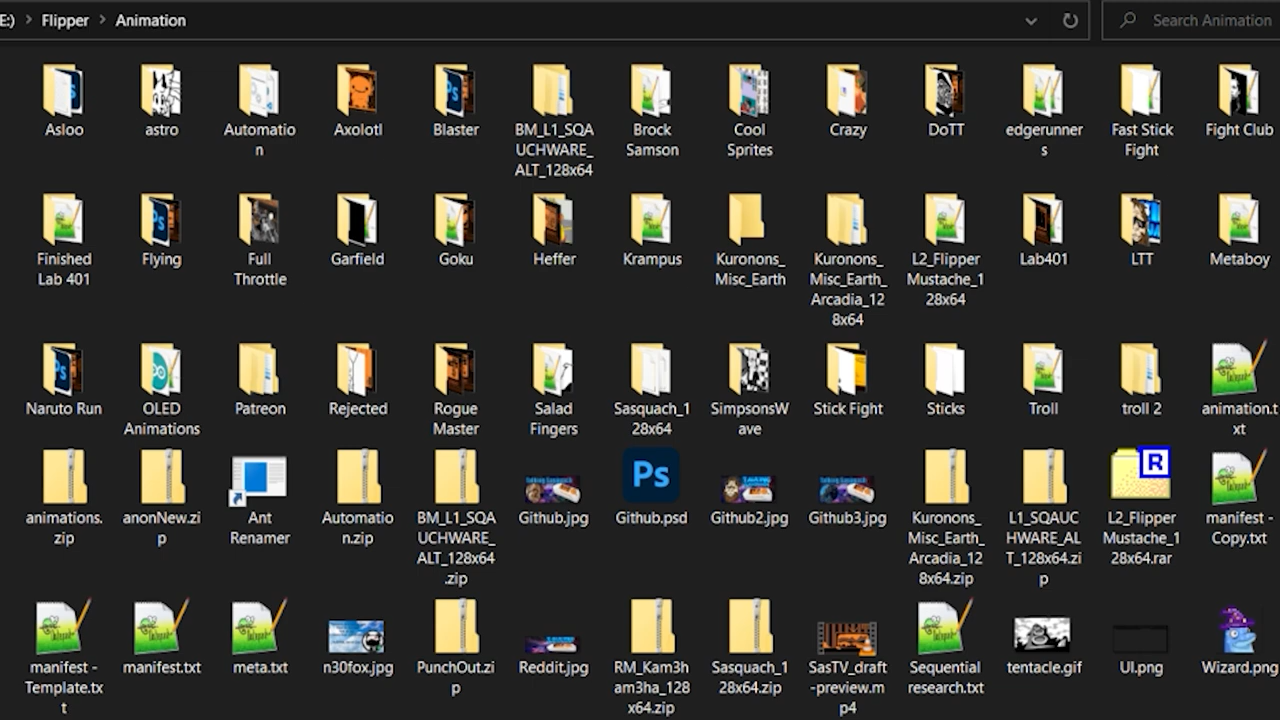 E:) > Flipper > Animation
Search Animation
Asloo
astro
Automatio
n
Axolotl
Blaster
BM_L1_SQA
UCHWARE_
ALT_128x64
Brock
Samson
Cool
Sprites
Crazy
DoTT
edgerunner
s
Fast Stick
Fight
Fight Club
Finished
Lab 401
Flying
Full
Throttle
Garfield
Goku
Heffer
Krampus
Kuronons_
Misc_Earth
Kuronons_
Misc_Earth_
Arcadia_12
8x64
L2_Flipper
Mustache_1
28x64
Lab401
LTT
Metaboy
Naruto Run
OLED
Animations
Patreon
Rejected
Rogue
Master
Salad
Fingers
Sasquach_1
28x64
SimpsonsW
ave
Stick Fight
Sticks
Troll
troll 2
animation.t
xt
animations.
zip
anonNew.zi
p
Ant
Renamer
Automatio
n.zip
BM_L1_SQA
UCHWARE_
ALT_128x64
.zip
Github.jpg
Ps
Github.psd
Github2.jpg
Github3.jpg
Kuronons_
Misc_Earth_
Arcadia_12
8x64.zip
L1_SQAUC
HWARE_AL
T_128x64.zi
p
R
L2_Flipper
Mustache_1
28x64.rar
manifest -
Copy.txt
manifest -
Template.tx
t
manifest.txt
meta.txt
n30fox.jpg
PunchOut.zi
p
Reddit.jpg
RM_Kam3h
am3ha_128
x64.zip
Sasquach_1
28x64.zip
SasTV_draft
-preview.m
p4
Sequential
research.txt
tentacle.gif
UI.png
Wizard.png